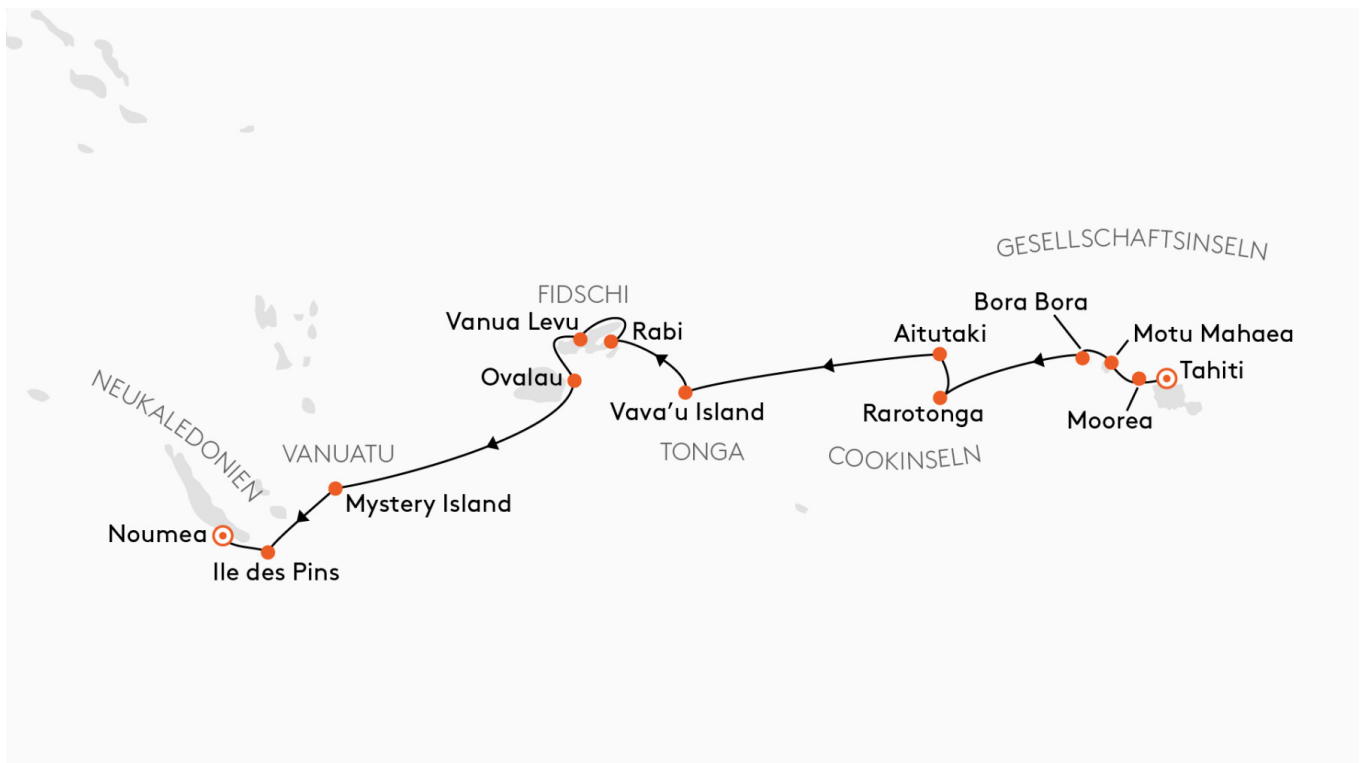 GESELLSCHAFTSINSELN
Bora Bora
FIDSCHI
Vanua Levu
Rabi
Aitutaki
Motu Mahaea
Tahiti
Ovalau
Vava’u Island
Rarotonga
Moorea
NEUKALEDONIEN
VANUATU
TONGA
COOKINSELN
Mystery Island
Noumea
Ile des Pins